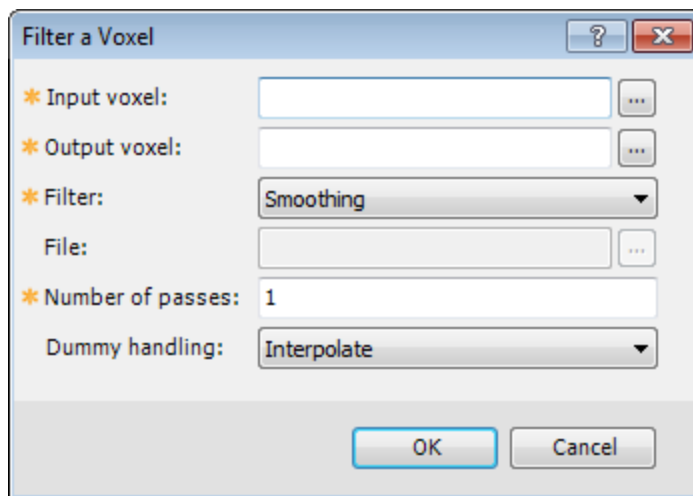 Filter a Voxel
* Input voxel: ...
* Output voxel: ...
* Filter: Smoothing
File: ...
* Number of passes: 1
Dummy handling: Interpolate
OK Cancel